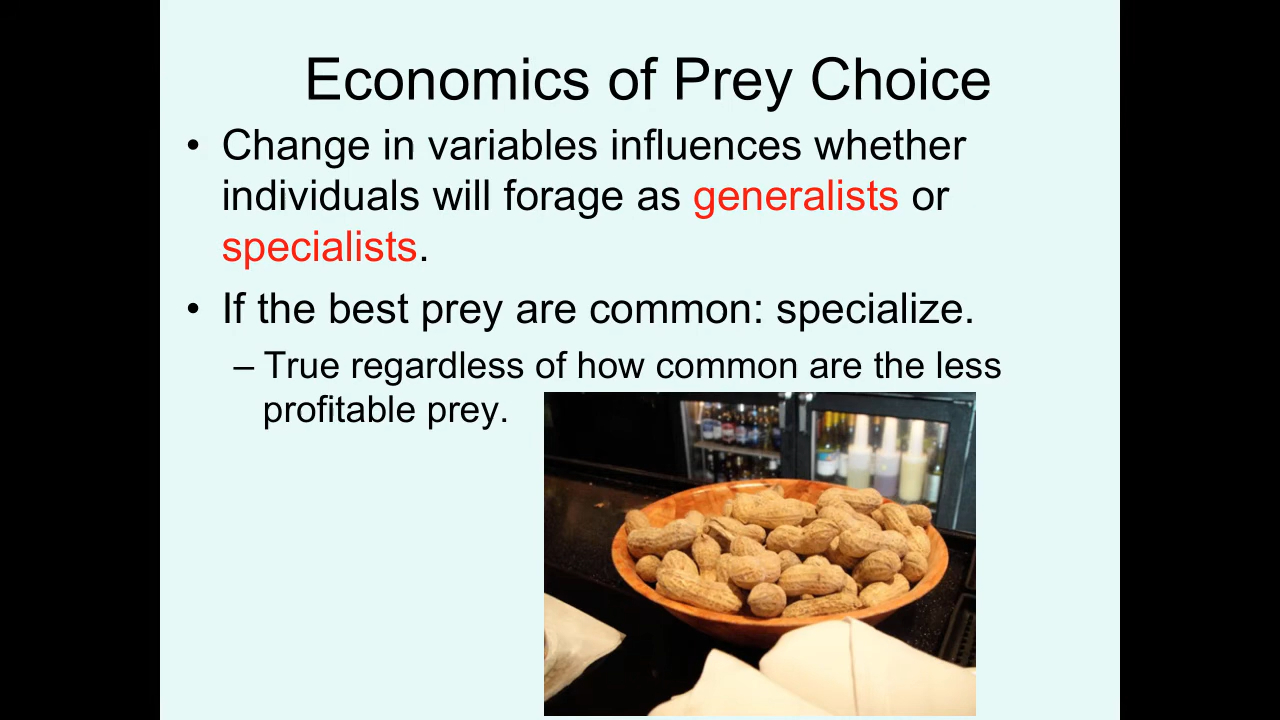 Economics of Prey Choice
• Change in variables influences whether
individuals will forage as generalists or
specialists.
• If the best prey are common: specialize.
– True regardless of how common are the less
profitable prey.